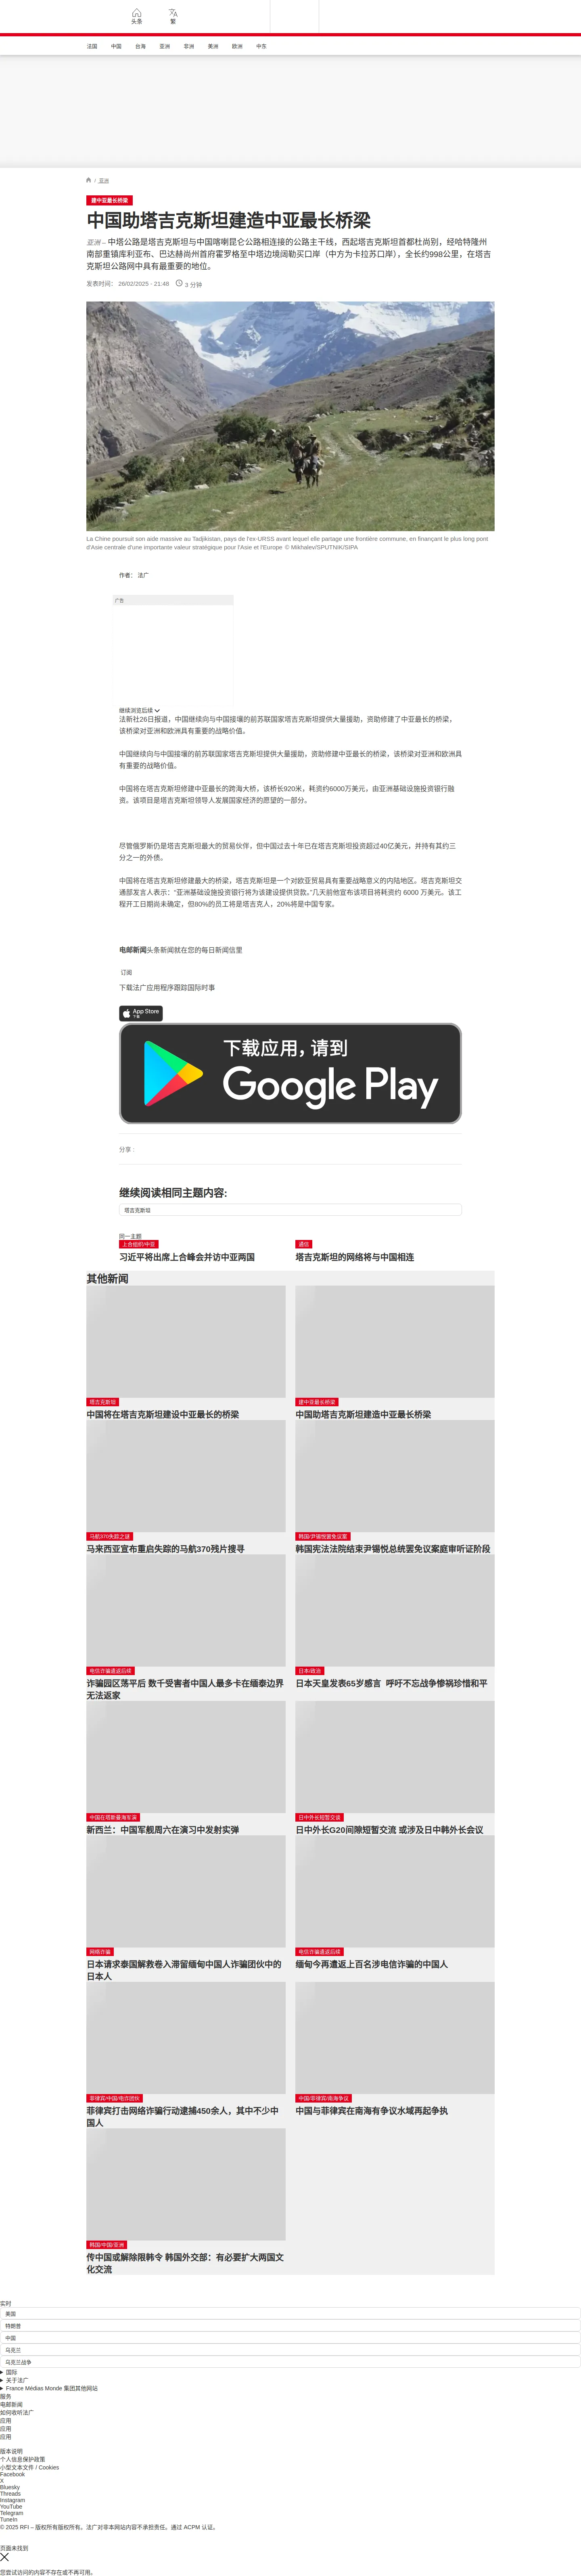 头条
繁
法国
中国
台海
亚洲
非洲
美洲
欧洲
中东
/ 亚洲
建中亚最长桥梁
中国助塔吉克斯坦建造中亚最长桥梁
亚洲 – 中塔公路是塔吉克斯坦与中国喀喇昆仑公路相连接的公路主干线，西起塔吉克斯坦首都杜尚别，经哈特隆州
南部重镇库利亚布、巴达赫尚州首府霍罗格至中塔边境阔勒买口岸（中方为卡拉苏口岸），全长约998公里，在塔吉
克斯坦公路网中具有最重要的地位。
发表时间： 26/02/2025 - 21:46
3 分钟
La Chine poursuit son aide massive au Tadjikistan, pays de l'ex-URSS avant lequel elle partage une frontière commune, en finançant le plus long pont
d'Asie centrale d'une importante valeur stratégique pour l'Asie et l'Europe © Mikhalev/SPUTNIK/SIPA
作者： 法广
广告
继续浏览后续
法新社26日报道，中国继续向与中国接壤的前苏联国家塔吉克斯坦提供大量援助，资助修建了中亚最长的桥梁，
该桥梁对亚洲和欧洲具有重要的战略价值。
中国继续向与中国接壤的前苏联国家塔吉克斯坦提供大量援助，资助修建中亚最长的桥梁，该桥梁对亚洲和欧洲具
有重要的战略价值。
中国将在塔吉克斯坦修建中亚最长的跨海大桥，该桥长920米，耗资约6000万美元，由亚洲基础设施投资银行融
资。该项目是塔吉克斯坦领导人发展国家经济的愿望的一部分。
尽管俄罗斯仍是塔吉克斯坦最大的贸易伙伴，但中国过去十年已在塔吉克斯坦投资超过40亿美元，并持有其约三
分之一的外债。
中国将在塔吉克斯坦修建最大的桥梁，塔吉克斯坦是一个对欧亚贸易具有重要战略意义的内陆地区。塔吉克斯坦交
通部发言人表示：“亚洲基础设施投资银行将为该建设提供贷款。”几天前他宣布该项目将耗资约 6000 万美元。该工
程开工日期尚未确定，但80%的员工将是塔吉克人，20%将是中国专家。
电邮新闻头条新闻就在您的每日新闻信里
订阅
下载法广应用程序跟踪国际时事
App Store
下载
下载应用，请到
Google Play
分享 :
继续阅读相同主题内容:
塔吉克斯坦
同一主题
上合组织/中亚
习近平将出席上合峰会并访中亚两国
通信
塔吉克斯坦的网络将与中国相连
其他新闻
塔吉克斯坦
中国将在塔吉克斯坦建设中亚最长的桥梁
建中亚最长桥梁
中国助塔吉克斯坦建造中亚最长桥梁
马航370失踪之谜
马来西亚宣布重启失踪的马航370残片搜寻
韩国/尹锡悦罢免议案
韩国宪法法院结束尹锡悦总统罢免议案庭审听证阶段
电信诈骗遣返后续
诈骗园区荡平后 数千受害者中国人最多卡在缅泰边界
无法返家
日本/政治
日本天皇发表65岁感言 呼吁不忘战争惨祸珍惜和平
中国在塔斯曼海军演
新西兰：中国军舰周六在演习中发射实弹
日中外长短暂交谈
日中外长G20间隙短暂交流 或涉及日中韩外长会议
网络诈骗
日本请求泰国解救卷入滞留缅甸中国人诈骗团伙中的
日本人
电信诈骗遣返后续
缅甸今再遣返上百名涉电信诈骗的中国人
菲律宾/中国/电诈团伙
菲律宾打击网络诈骗行动逮捕450余人，其中不少中
国人
中国/菲律宾/南海争议
中国与菲律宾在南海有争议水域再起争执
韩国/中国/亚洲
传中国或解除限韩令 韩国外交部：有必要扩大两国文
化交流
实时
美国
特朗普
中国
乌克兰
乌克兰战争
国际
关于法广
France Médias Monde 集团其他网站
服务
电邮新闻
如何收听法广
应用
应用
应用
版本说明
个人信息保护政策
小型文本文件 / Cookies
Facebook
X
Bluesky
Threads
Instagram
YouTube
Telegram
TuneIn
© 2025 RFI – 版权所有版权所有。法广对非本网站内容不承担责任。通过 ACPM 认证。
页面未找到
您尝试访问的内容不存在或不再可用。